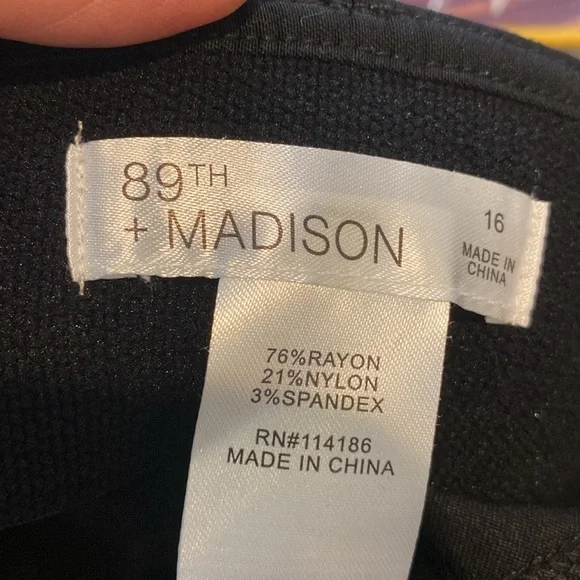 89TH
+ MADISON
16
MADE IN
CHINA
76%RAYON
21%NYLON
3%SPANDEX
RN#114186
MADE IN CHINA